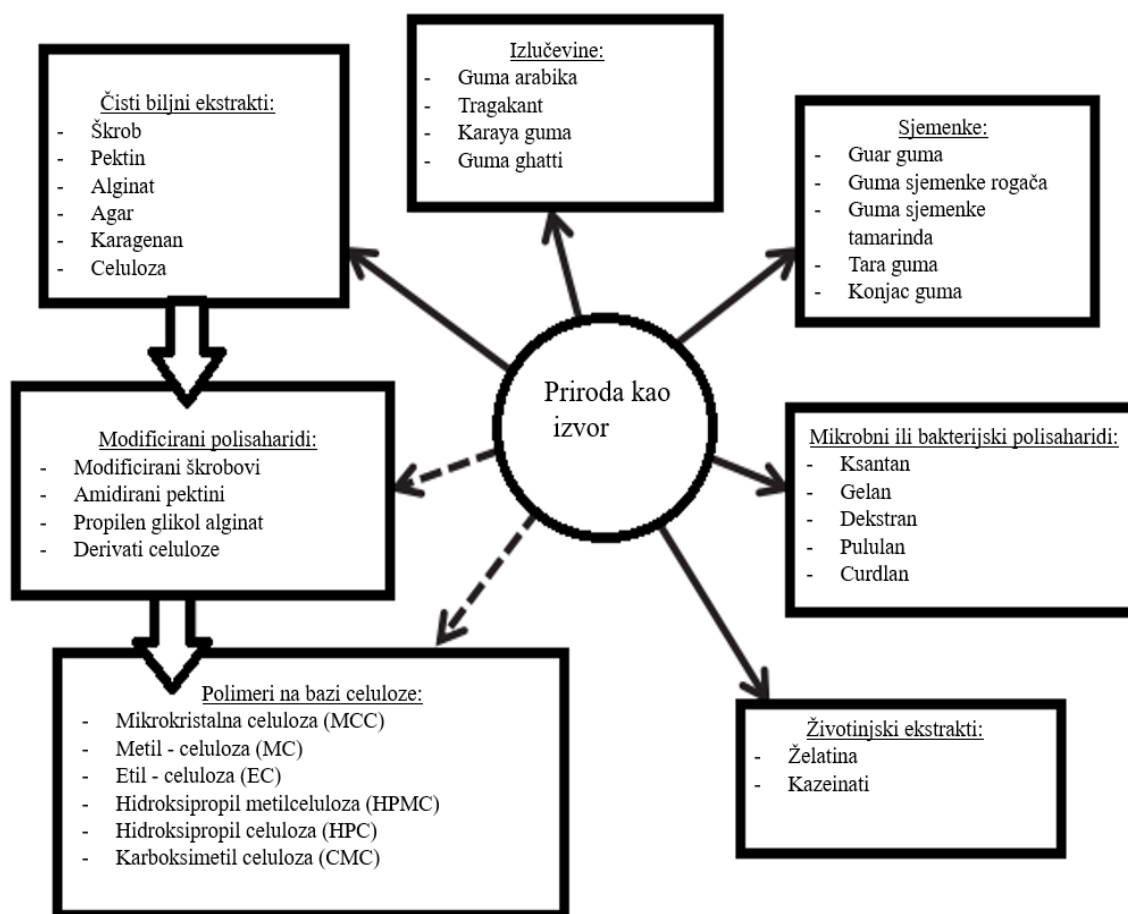 Čisti biljni ekstrakti:
- Škrob
- Pektin
- Alginat
- Agar
- Karagenan
- Celuloza
Izlučevine:
- Guma arabika
- Tragakant
- Karaya guma
- Guma ghatti
Sjemenke:
- Guar guma
- Guma sjemenke rogača
- Guma sjemenke
tamarinda
- Tara guma
- Konjac guma
Priroda kao
izvor
Modificirani polisaharidi:
- Modificirani škrobovi
- Amidirani pektini
- Propilen glikol alginat
- Derivati celuloze
Mikrobni ili bakterijski polisaharidi:
- Ksantan
- Gelan
- Dekstran
- Pululan
- Curdlan
Polimeri na bazi celuloze:
- Mikrokristalna celuloza (MCC)
- Metil - celuloza (MC)
- Etil - celuloza (EC)
- Hidroksipropil metilceluloza (HPMC)
- Hidroksipropil celuloza (HPC)
- Karboksimetil celuloza (CMC)
Životinjski ekstrakti:
- Želatina
- Kazeinati